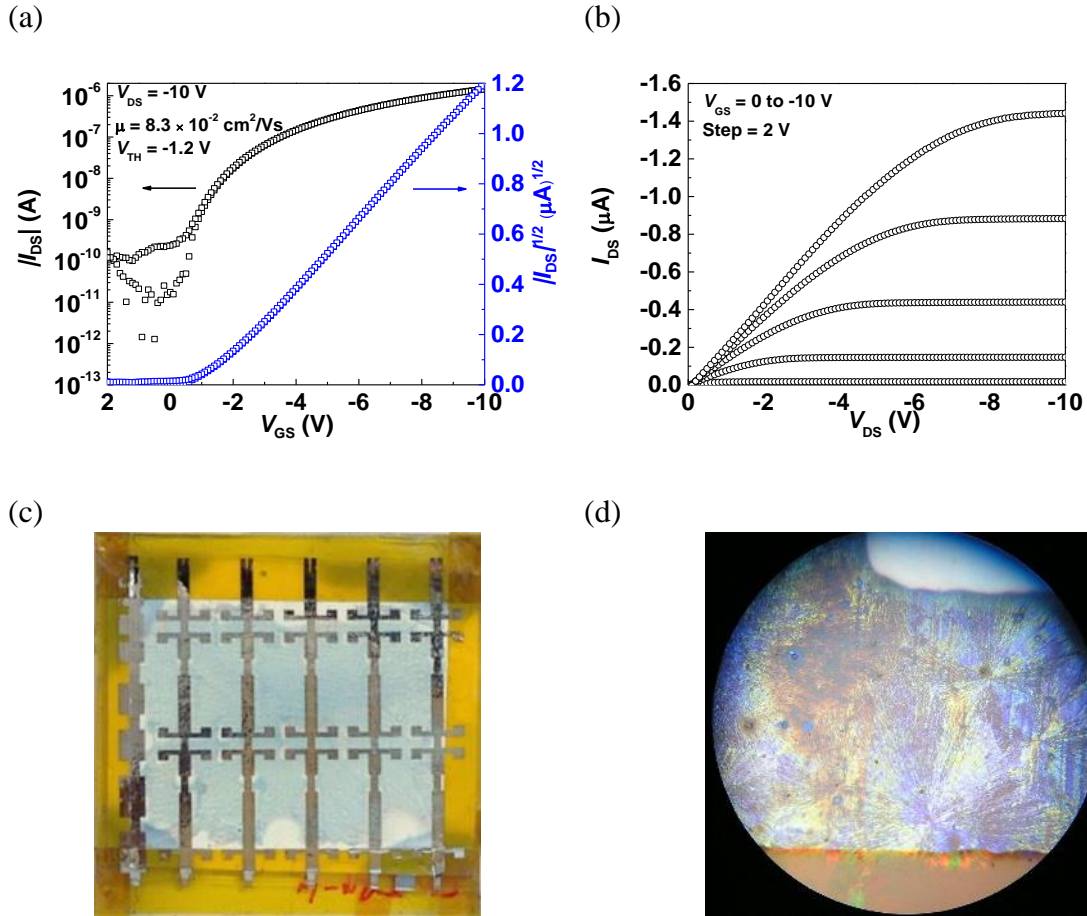 (a)
(b)
V_DS = -10 V
μ = 8.3 × 10⁻² cm²/Vs
V_TH = -1.2 V
|I_DS| (A)
10⁻⁶
10⁻⁷
10⁻⁸
10⁻⁹
10⁻¹⁰
10⁻¹¹
10⁻¹²
10⁻¹³
1.2
1.0
0.8
0.6
0.4
0.2
0.0
|I_DS|^1/2 (μA)^1/2
2 0 -2 -4 -6 -8 -10
V_GS (V)
V_GS = 0 to -10 V
Step = 2 V
I_DS (μA)
-1.6
-1.4
-1.2
-1.0
-0.8
-0.6
-0.4
-0.2
0.0
0 -2 -4 -6 -8 -10
V_DS (V)
(c)
(d)